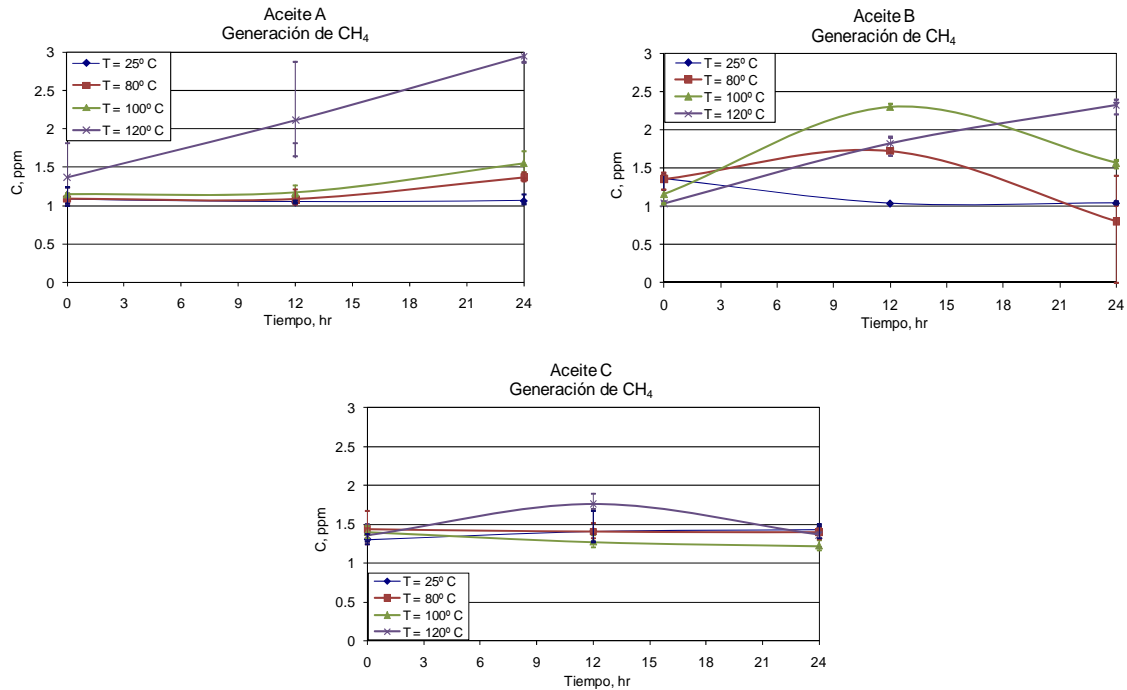 Aceite A
Generación de CH₄
3
2.5
2
1.5
1
0.5
0
C, ppm
T = 25º C
T = 80º C
T = 100º C
T = 120º C
0 3 6 9 12 15 18 21 24
Tiempo, hr
Aceite B
Generación de CH₄
3
2.5
2
1.5
1
0.5
0
C, ppm
T = 25º C
T = 80º C
T = 100º C
T = 120º C
0 3 6 9 12 15 18 21 24
Tiempo, hr
Aceite C
Generación de CH₄
3
2.5
2
1.5
1
0.5
0
C, ppm
T = 25º C
T = 80º C
T = 100º C
T = 120º C
0 3 6 9 12 15 18 21 24
Tiempo, hr